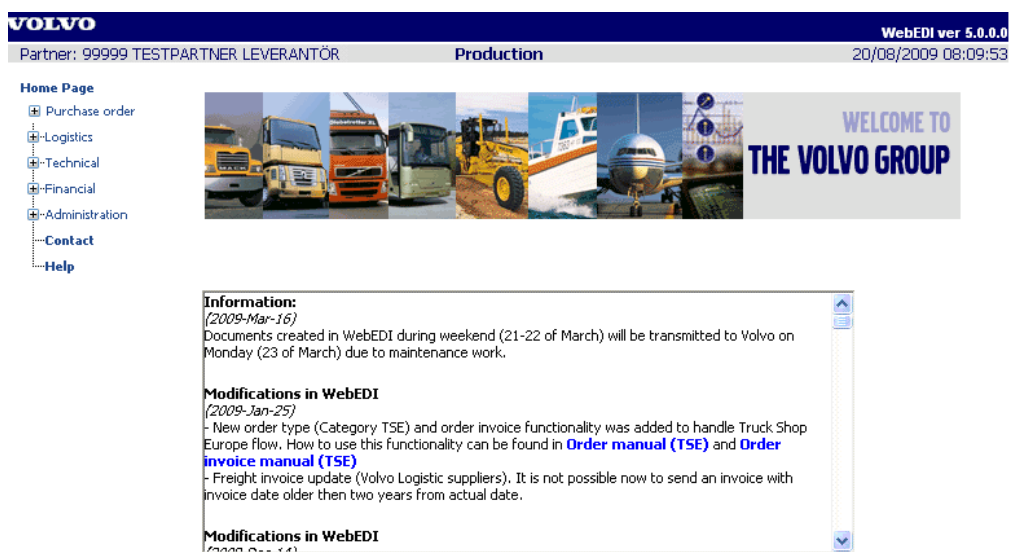 VOLVO
WebEDI ver 5.0.0.0
Partner: 99999 TESTPARTNER LEVERANTÖR
Production
20/08/2009 08:09:53
Home Page
Purchase order
Logistics
Technical
Financial
Administration
Contact
Help
MACK
Globetrotter XL
WELCOME TO
THE VOLVO GROUP
Information:
(2009-Mar-16)
Documents created in WebEDI during weekend (21-22 of March) will be transmitted to Volvo on
Monday (23 of March) due to maintenance work.
Modifications in WebEDI
(2009-Jan-25)
- New order type (Category TSE) and order invoice functionality was added to handle Truck Shop
Europe flow. How to use this functionality can be found in Order manual (TSE) and Order
invoice manual (TSE)
- Freight invoice update (Volvo Logistic suppliers). It is not possible now to send an invoice with
invoice date older then two years from actual date.
Modifications in WebEDI